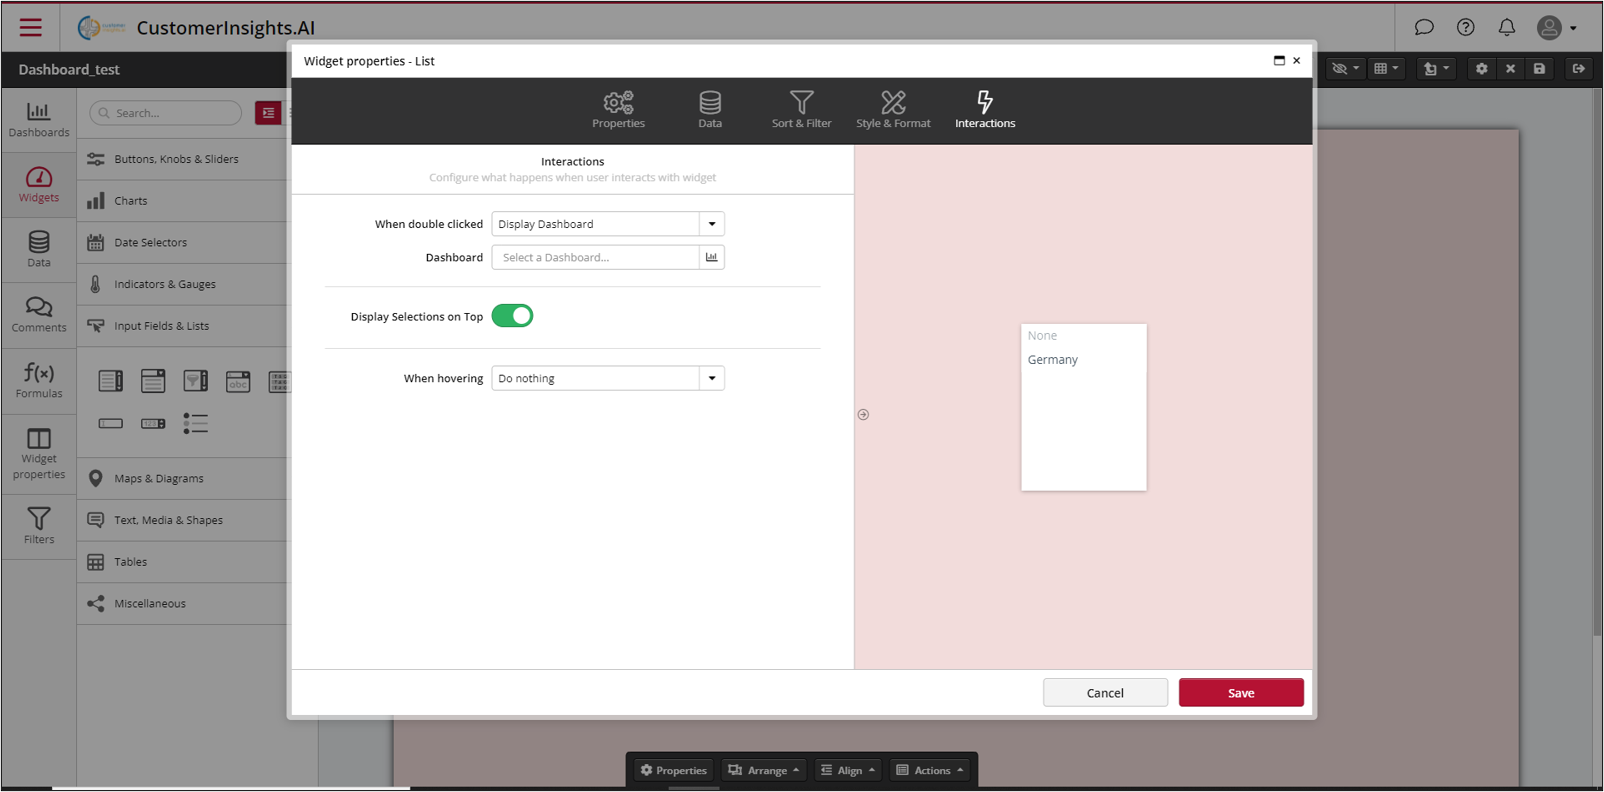 CustomerInsights.AI
Dashboard_test
Widget properties - List
Properties
Data
Sort & Filter
Style & Format
Interactions
Dashboards
Widgets
Data
Comments
f(x)
Formulas
Widget
properties
Filters
Search...
Buttons, Knobs & Sliders
Charts
Date Selectors
Indicators & Gauges
Input Fields & Lists
abc
Maps & Diagrams
Text, Media & Shapes
Tables
Miscellaneous
Interactions
Configure what happens when user interacts with widget
When double clicked
Display Dashboard
Dashboard
Select a Dashboard...
Display Selections on Top
When hovering
Do nothing
None
Germany
Cancel
Save
Properties
Arrange
Align
Actions